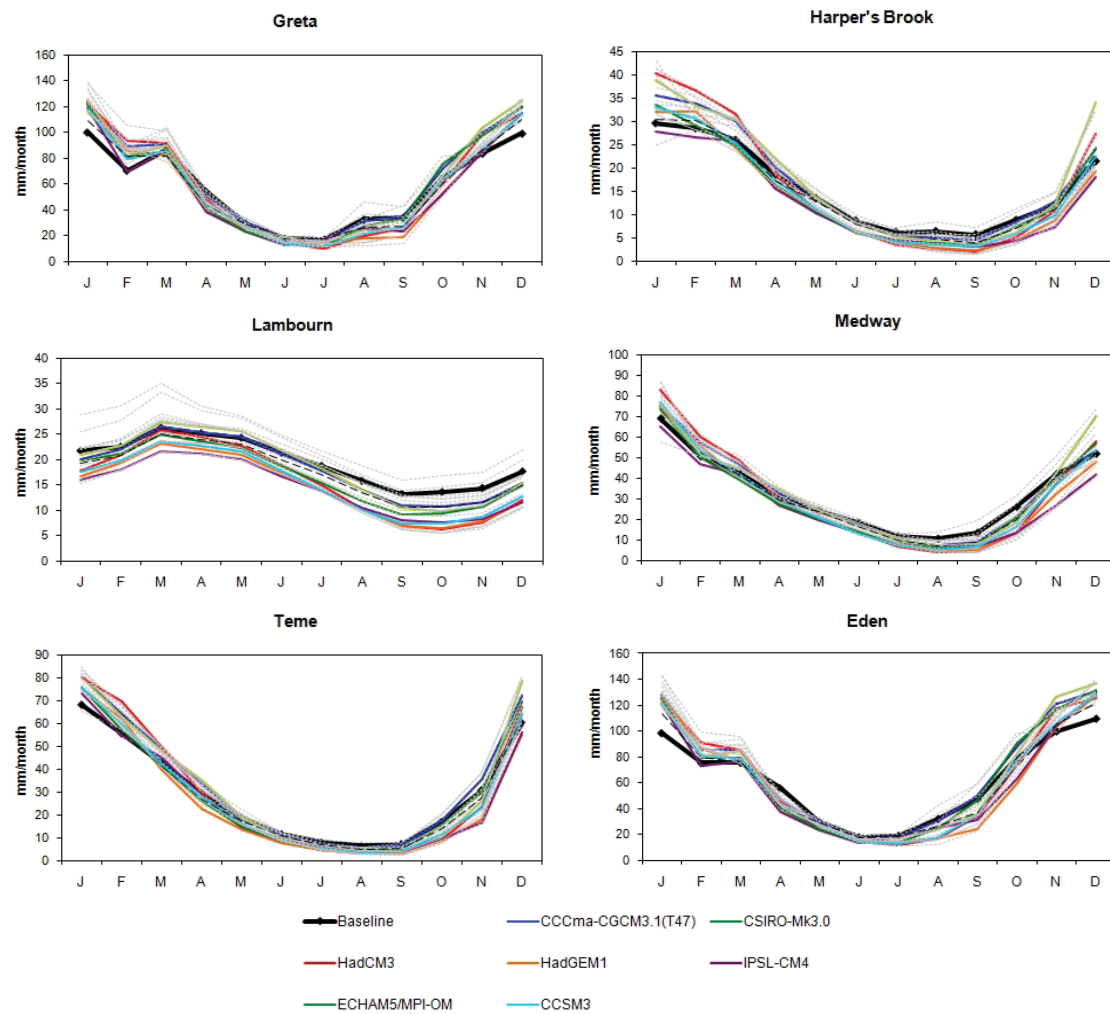 Greta
mm/month
160
140
120
100
80
60
40
20
0
J F M A M J J A S O N D
Harper's Brook
mm/month
45
40
35
30
25
20
15
10
5
0
J F M A M J J A S O N D
Lambourn
mm/month
40
35
30
25
20
15
10
5
0
J F M A M J J A S O N D
Medway
mm/month
100
90
80
70
60
50
40
30
20
10
0
J F M A M J J A S O N D
Teme
mm/month
90
80
70
60
50
40
30
20
10
0
J F M A M J J A S O N D
Eden
mm/month
160
140
120
100
80
60
40
20
0
J F M A M J J A S O N D
Baseline CCCma-CGCM3.1(T47) CSIRO-Mk3.0
HadCM3 HadGEM1 IPSL-CM4
ECHAM5/MPI-OM CCSM3